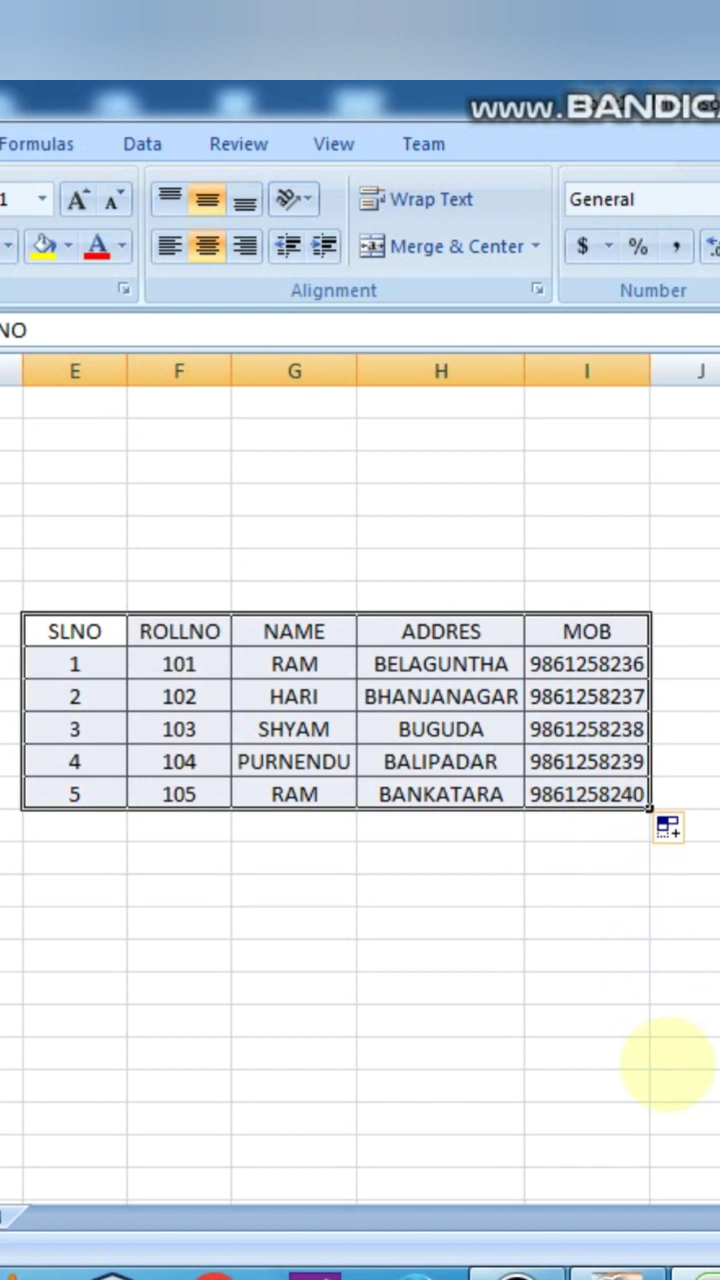 www.BANDIC
Formulas Data Review View Team
1 A A Wrap Text General
A Merge & Center $ % ,
Alignment Number
NO
E F G H I J
SLNO ROLLNO NAME ADDRES MOB
1 101 RAM BELAGUNTHA 9861258236
2 102 HARI BHANJANAGAR 9861258237
3 103 SHYAM BUGUDA 9861258238
4 104 PURNENDU BALIPADAR 9861258239
5 105 RAM BANKATARA 9861258240